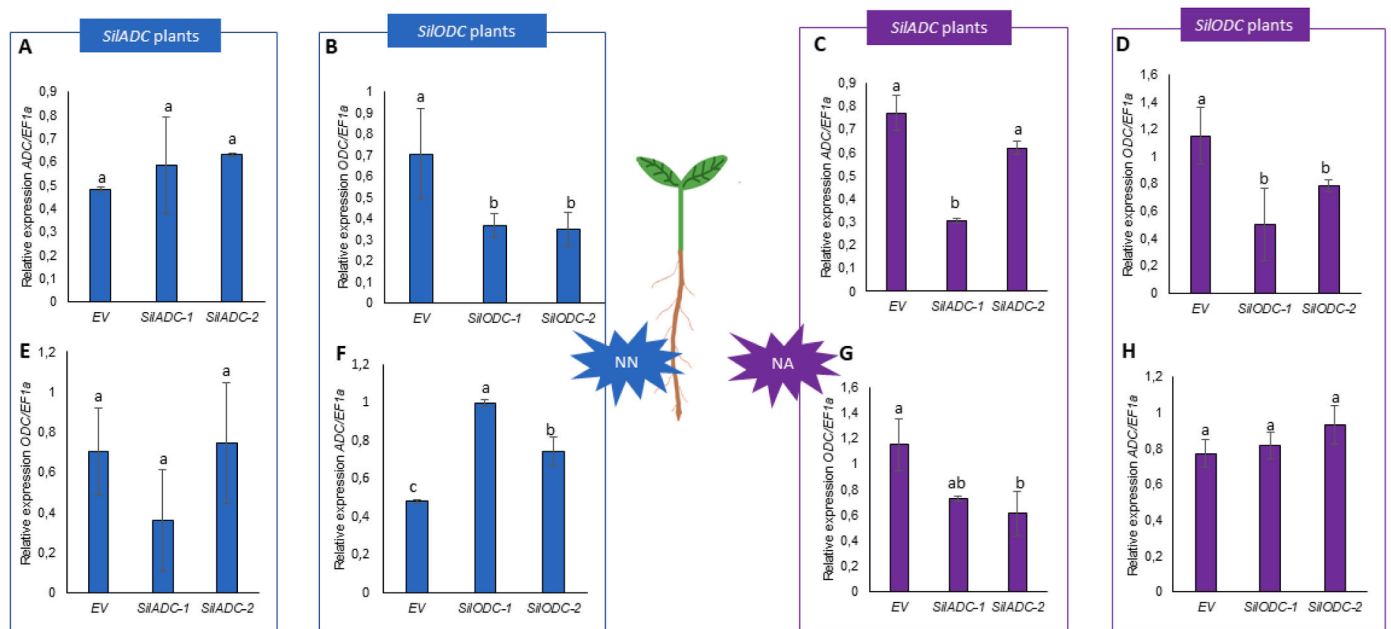 SilADC plants
SilODC plants
SilADC plants
SilODC plants
A
Relative expression ADC/EF1a
0,9
0,8
0,7
0,6
0,5
0,4
0,3
0,2
0,1
0
a
a
a
EV
SilADC-1
SilADC-2
B
Relative expression ODC/EF1a
1
0,9
0,8
0,7
0,6
0,5
0,4
0,3
0,2
0,1
0
a
b
b
EV
SilODC-1
SilODC-2
C
Relative expression ADC/EF1a
0,9
0,8
0,7
0,6
0,5
0,4
0,3
0,2
0,1
0
a
b
a
EV
SilADC-1
SilADC-2
D
Relative expression ODC/EF1a
1,6
1,4
1,2
1
0,8
0,6
0,4
0,2
0
a
b
b
EV
SilODC-1
SilODC-2
NN
NA
E
Relative expression ODC/EF1a
1,2
1
0,8
0,6
0,4
0,2
0
a
a
a
EV
SilADC-1
SilADC-2
F
Relative expression ADC/EF1a
1,2
1
0,8
0,6
0,4
0,2
0
c
a
b
EV
SilODC-1
SilODC-2
G
Relative expression ODC/EF1a
1,6
1,4
1,2
1
0,8
0,6
0,4
0,2
0
a
ab
b
EV
SilADC-1
SilADC-2
H
Relative expression ADC/EF1a
1,2
1
0,8
0,6
0,4
0,2
0
a
a
a
EV
SilODC-1
SilODC-2